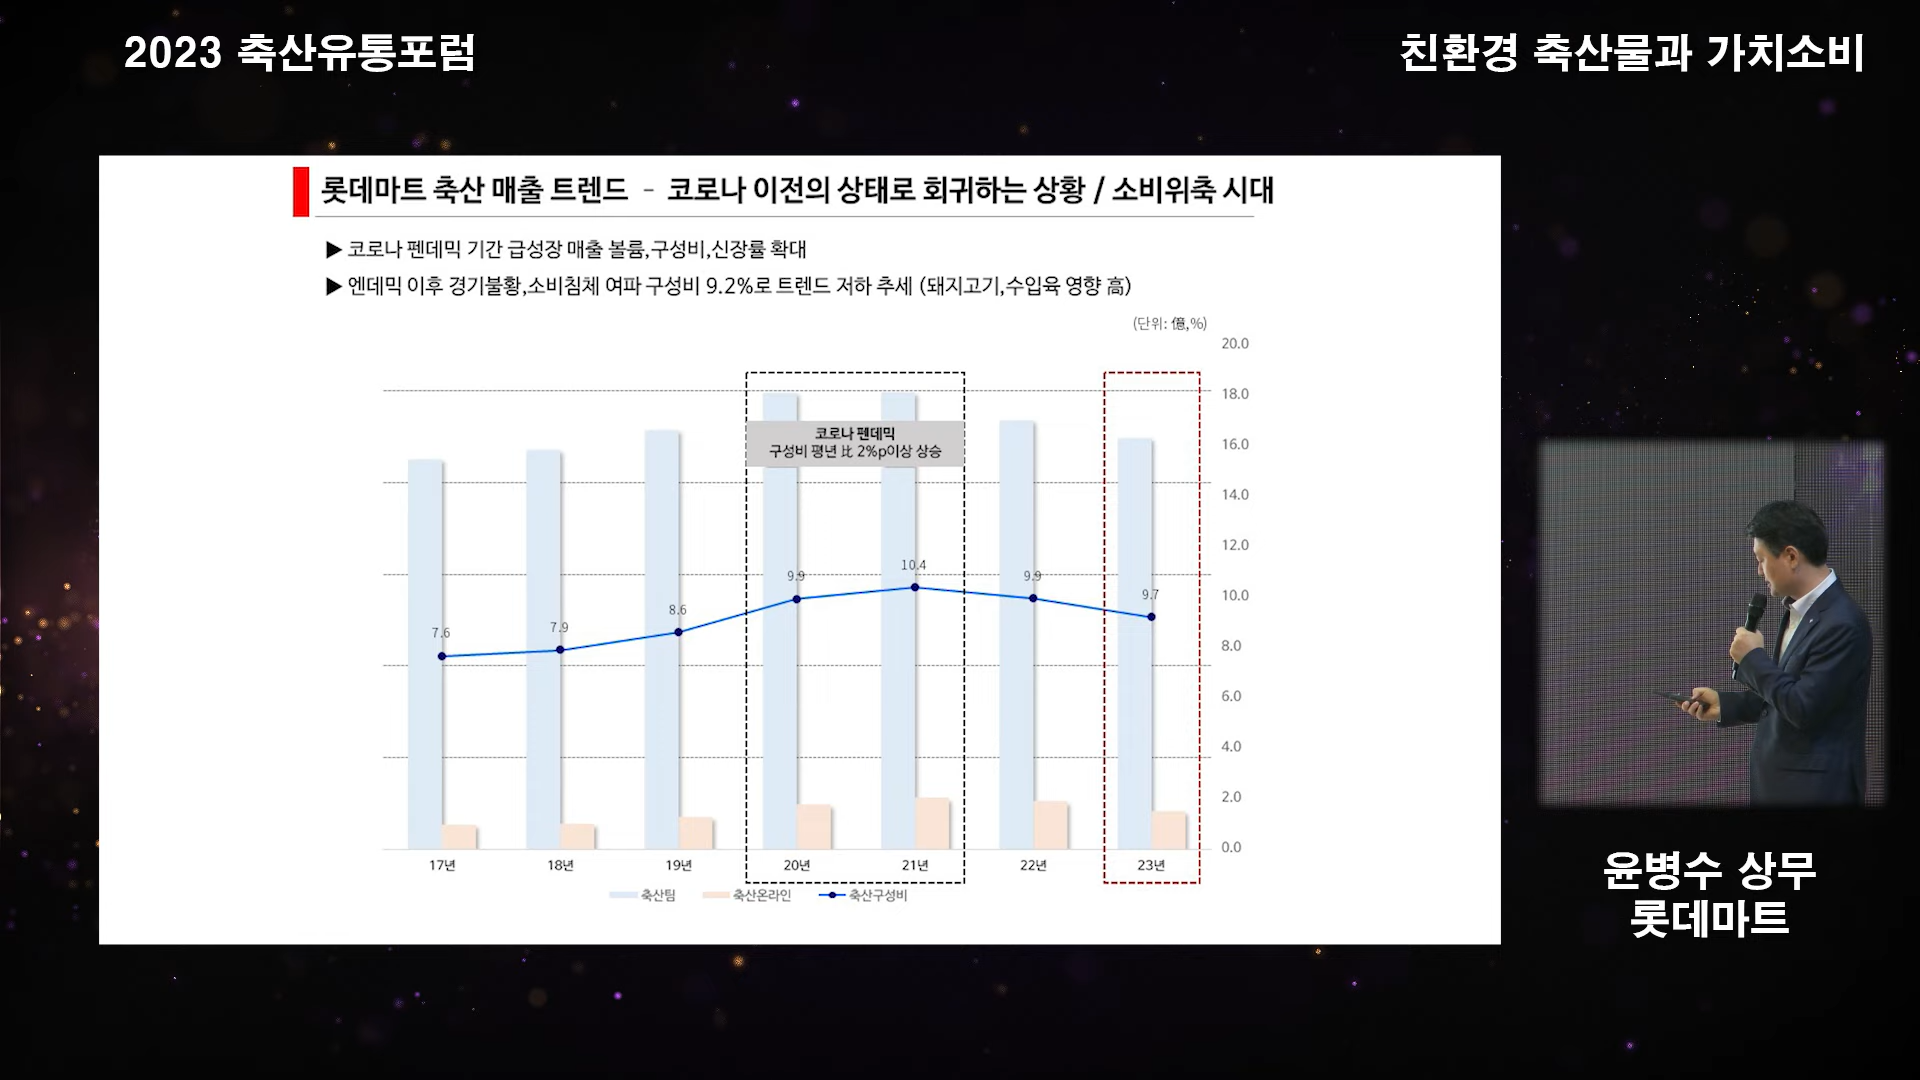 2023 축산유통포럼
친환경 축산물과 가치소비
롯데마트 축산 매출 트렌드 - 코로나 이전의 상태로 회귀하는 상황 / 소비위축 시대
▶ 코로나 펜데믹 기간 급성장 매출 볼륨,구성비,신장률 확대
▶ 엔데믹 이후 경기불황,소비침체 여파 구성비 9.2%로 트렌드 저하 추세 (돼지고기,수입육 영향 高)
(단위: 億,%)
20.0
18.0
16.0
14.0
12.0
10.0
8.0
6.0
4.0
2.0
0.0
코로나 펜데믹
구성비 평년 比 2%p이상 상승
7.6
7.9
8.6
9.9
10.4
9.9
9.7
17년
18년
19년
20년
21년
22년
23년
축산팀
축산온라인
축산구성비
윤병수 상무
롯데마트